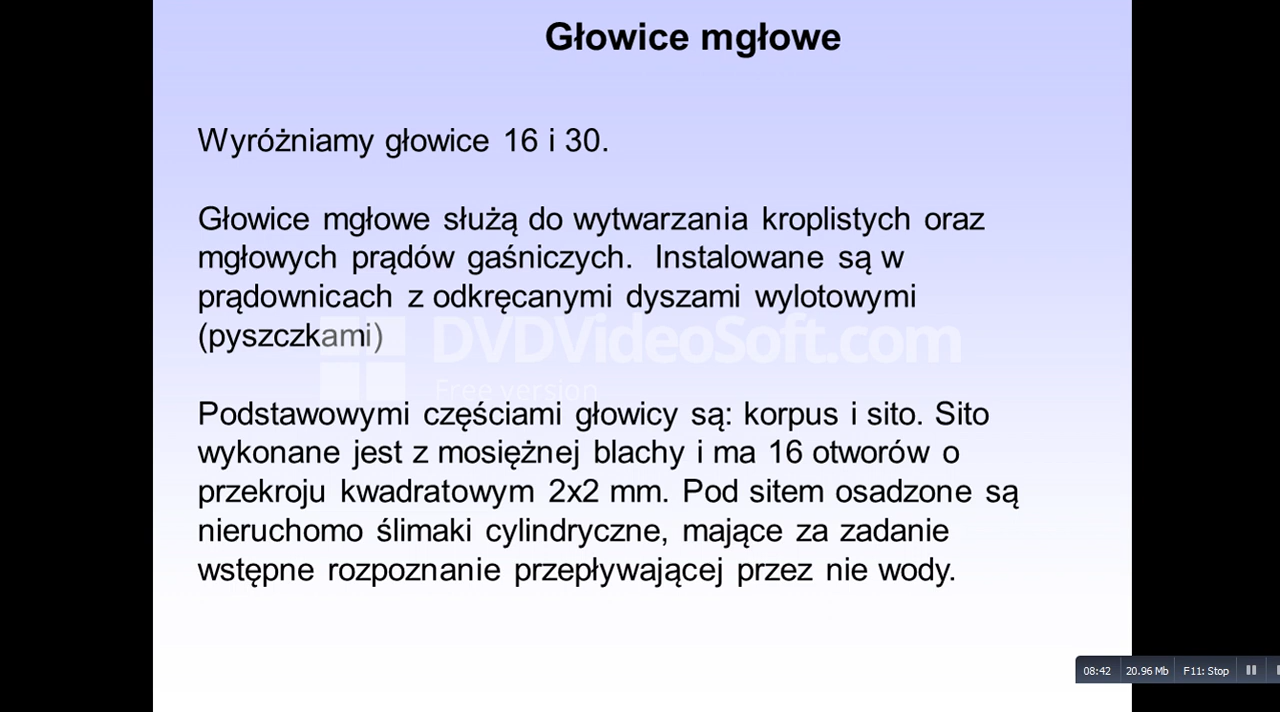 Głowice mgłowe
Wyróżniamy głowice 16 i 30.
Głowice mgłowe służą do wytwarzania kroplistych oraz
mgłowych prądów gaśniczych. Instalowane są w
prądownicach z odkręcanymi dyszami wylotowymi
(pyszczkami)
DVDVideoSoft.com
Free version
Podstawowymi częściami głowicy są: korpus i sito. Sito
wykonane jest z mosiężnej blachy i ma 16 otworów o
przekroju kwadratowym 2x2 mm. Pod sitem osadzone są
nieruchomo ślimaki cylindryczne, mające za zadanie
wstępne rozpoznanie przepływającej przez nie wody.
08:42 20.96 Mb F11: Stop